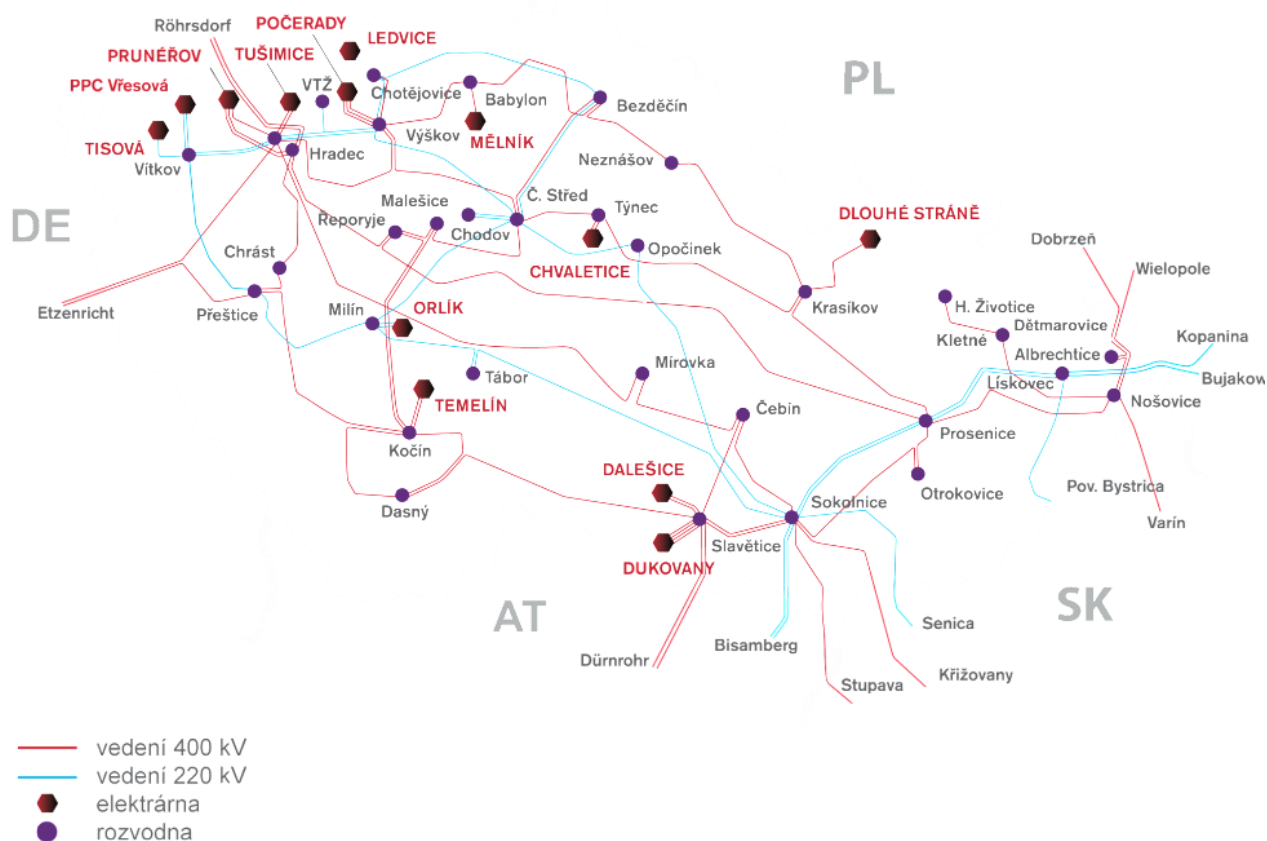 Röhrsdorf
POČERADY
LEDVICE
PRUNÉŘOV
TUŠIMICE
PPC Vřesová
VTŽ
Chotějovice
Babylon
Bezděčín
PL
TISOVÁ
Výškov
MĚLNÍK
Hradec
Vítkov
Neznášov
Malešice
Č. Střed
Týnec
DLOUHÉ STRÁNĚ
DE
Reporyje
Chodov
Opočinek
Dobrzeň
Chrást
CHVALETICE
Wielopole
Etzenricht
Přeštice
Milín
ORLÍK
Krasíkov
H. Životice
Dětmarovice
Kletné
Kopanina
Albrechtíce
Mírovka
Tábor
Lískovec
Bujakow
TEMELÍN
Čebín
Nošovice
Kočín
Prosenice
DALEŠICE
Otrokovice
Pov. Bystrica
Dasný
Sokolnice
Varín
Slavětice
DUKOVANY
AT
SK
Senica
Bisamberg
Dürnrohr
Křižovany
Stupava
vedení 400 kV
vedení 220 kV
elektrárna
rozvodna